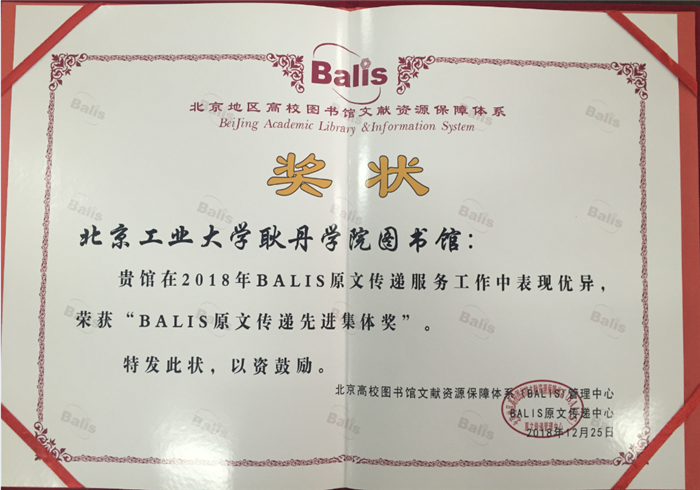 Balis
北京地区高校图书馆文献资源保障体系
BeiJing Academic Library &Information System
奖状
北京工业大学耿丹学院图书馆：
贵馆在2018年BALIS原文传递服务工作中表现优异，
荣获“BALIS原文传递先进集体奖”。
特发此状，以资鼓励。
北京高校图书馆文献资源保障体系（BALIS）管理中心
BALIS原文传递中心
2018年12月25日